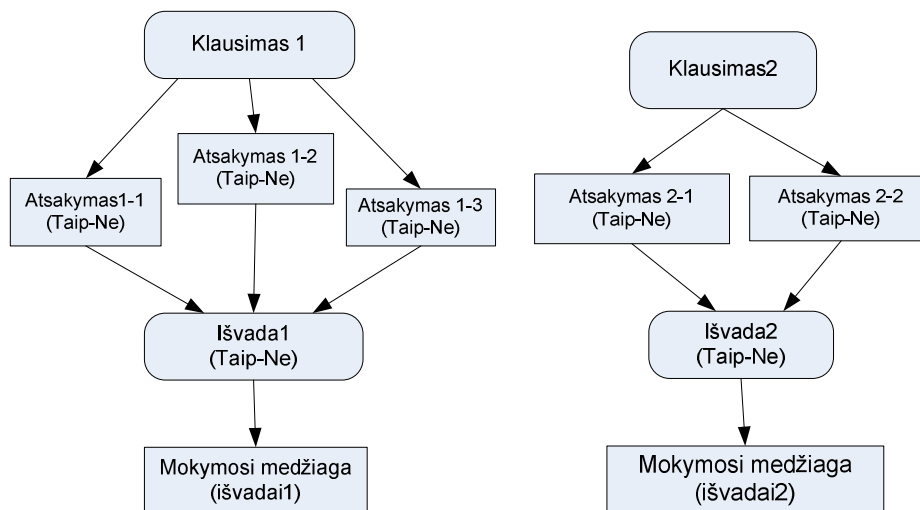 Klausimas 1
Atsakymas1-1
(Taip-Ne)
Atsakymas 1-2
(Taip-Ne)
Atsakymas 1-3
(Taip-Ne)
Išvada1
(Taip-Ne)
Mokymosi medžiaga
(išvadai1)
Klausimas2
Atsakymas 2-1
(Taip-Ne)
Atsakymas 2-2
(Taip-Ne)
Išvada2
(Taip-Ne)
Mokymosi medžiaga
(išvadai2)